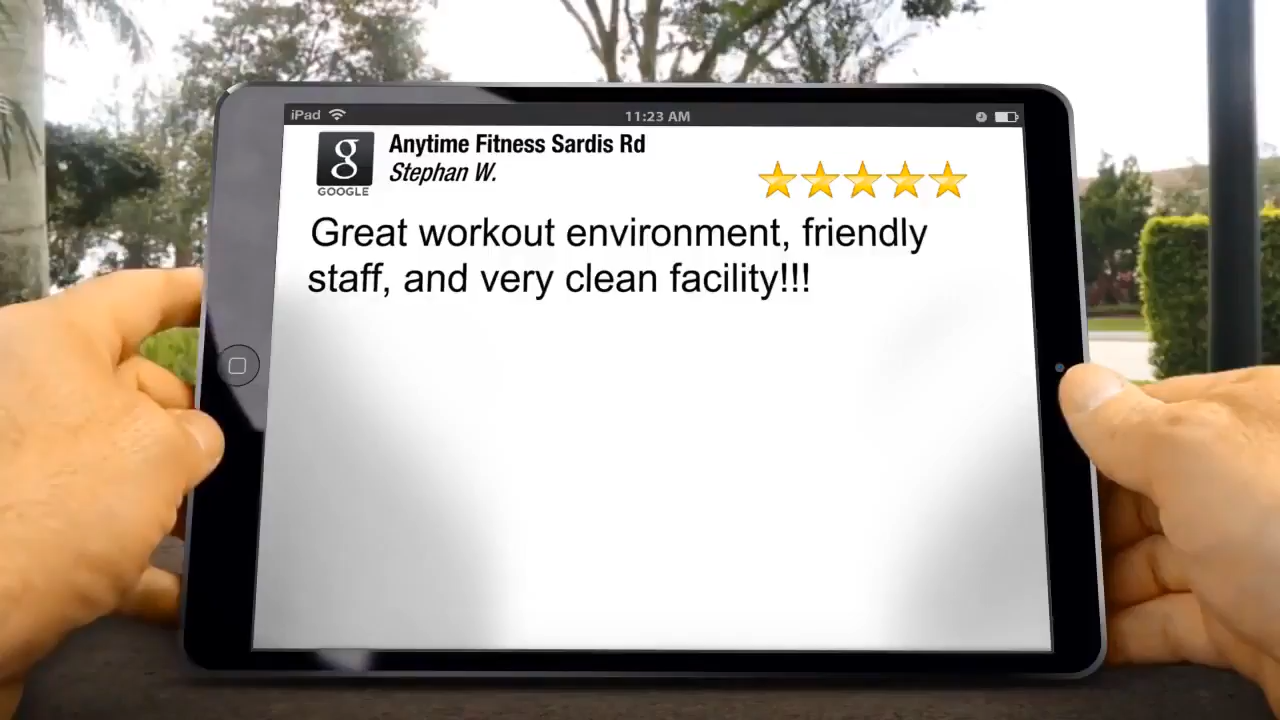 iPad 11:23 AM
g
GOOGLE
Anytime Fitness Sardis Rd
Stephan W.
Great workout environment, friendly
staff, and very clean facility!!!